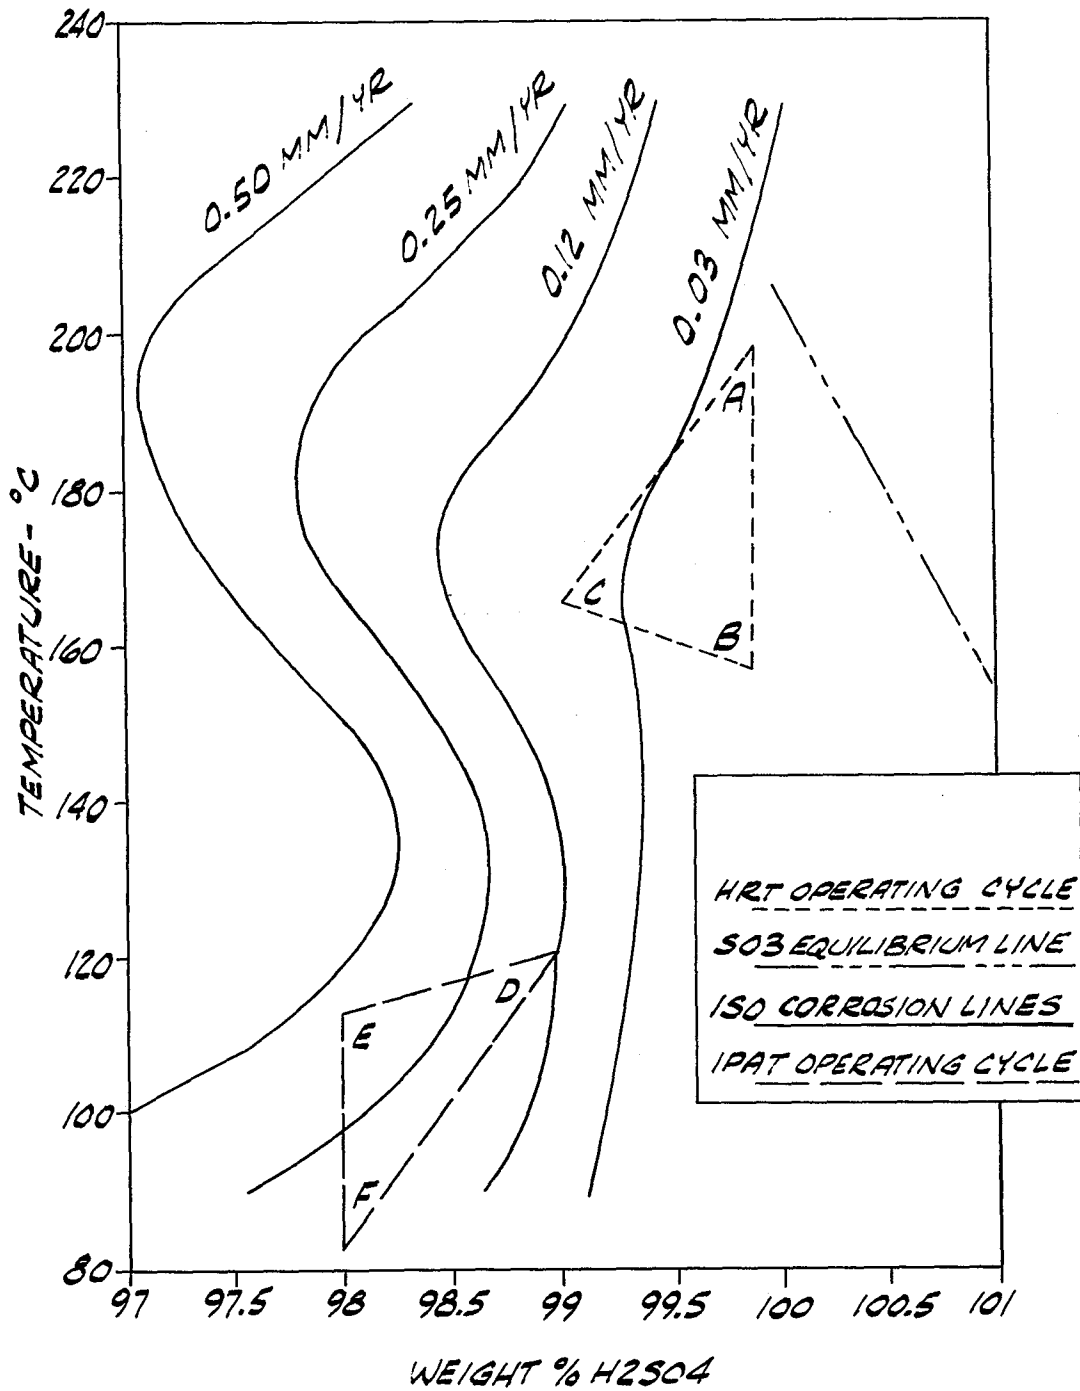 240
220
200
180
160
140
120
100
80
TEMPERATURE - °C
0.50 MM/YR
0.25 MM/YR
0.12 MM/YR
0.03 MM/YR
A
B
C
D
E
F
HRT OPERATING CYCLE
SO3 EQUILIBRIUM LINE
ISO CORROSION LINES
IPAT OPERATING CYCLE
97 97.5 98 98.5 99 99.5 100 100.5 101
WEIGHT % H2SO4